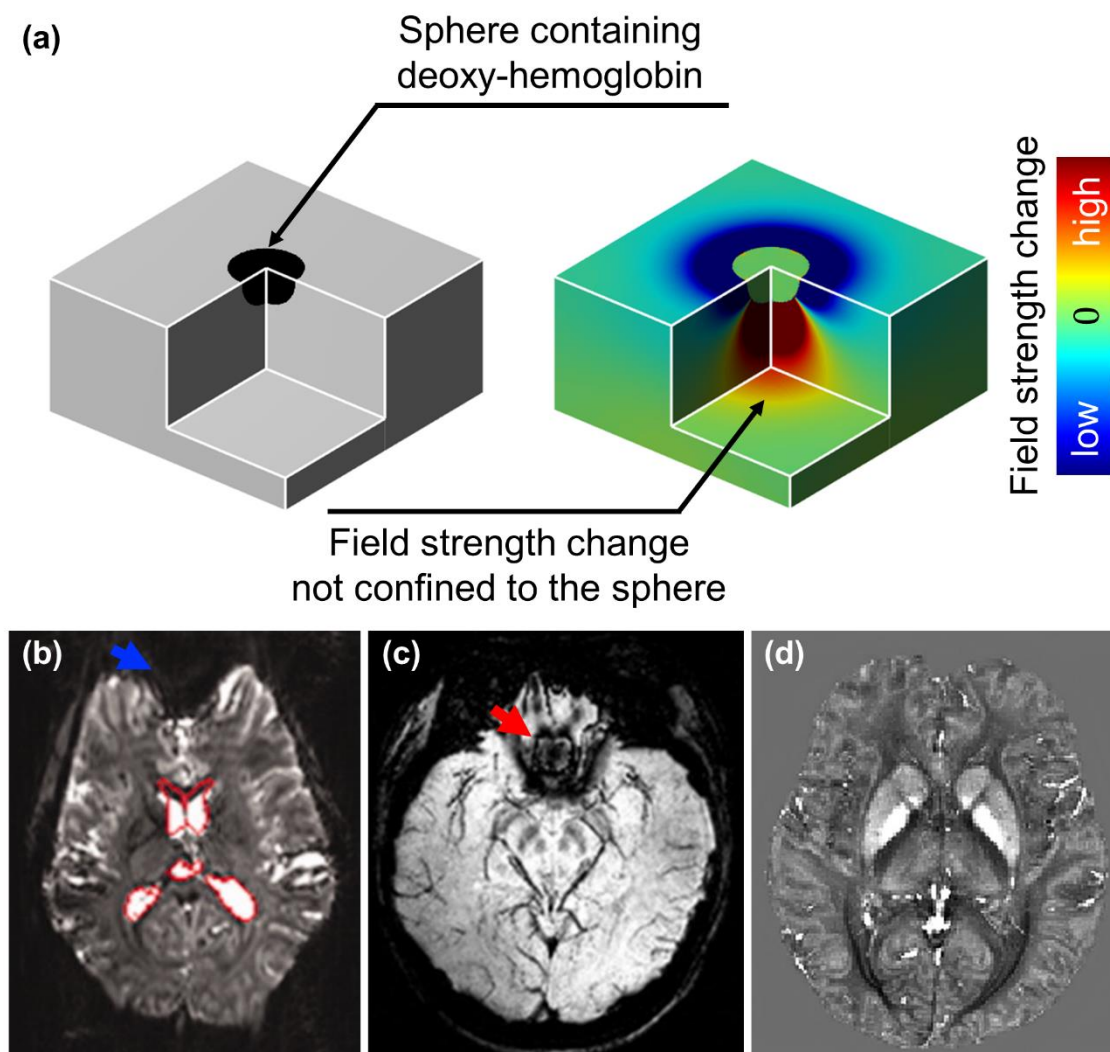 (a)
Sphere containing
deoxy-hemoglobin
Field strength change
low 0 high
Field strength change
not confined to the sphere
(b)
(c)
(d)